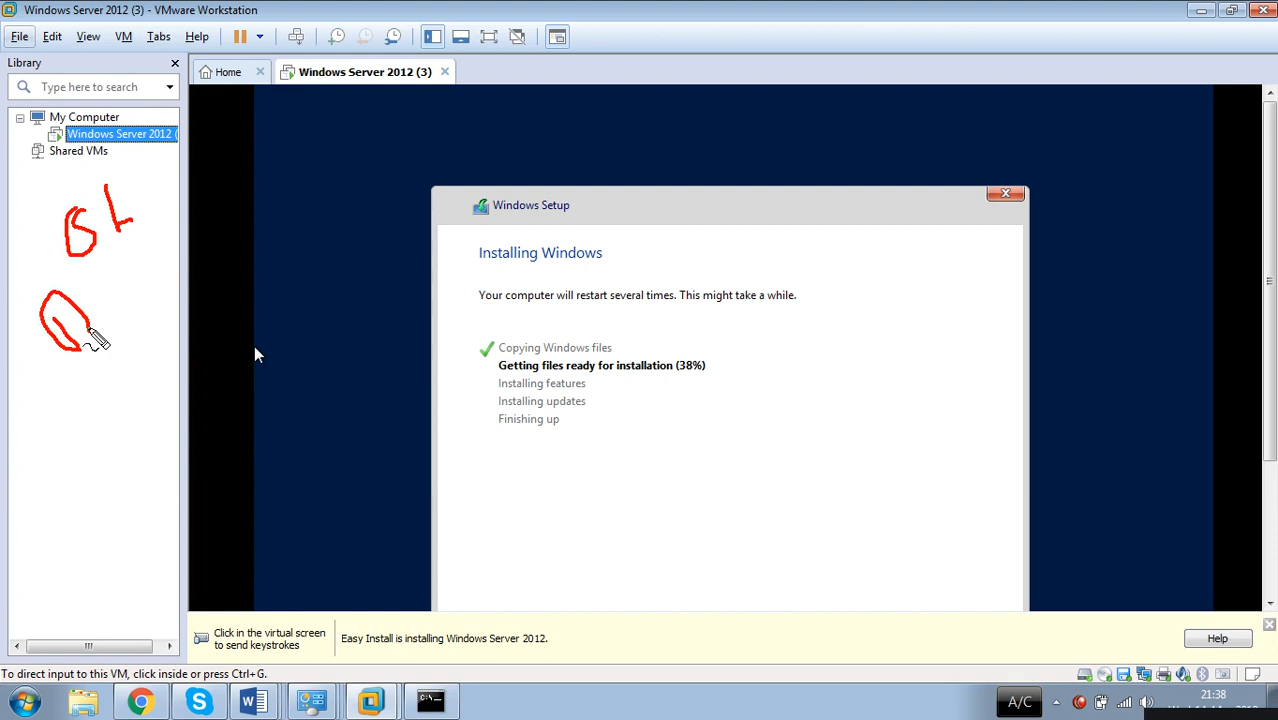 Windows Server 2012 (3) - VMware Workstation
File Edit View VM Tabs Help
Library
Home
Windows Server 2012 (3)
Type here to search
My Computer
Windows Server 2012 (
Shared VMs
Windows Setup
Installing Windows
Your computer will restart several times. This might take a while.
Copying Windows files
Getting files ready for installation (38%)
Installing features
Installing updates
Finishing up
Click in the virtual screen
to send keystrokes
Easy Install is installing Windows Server 2012.
Help
To direct input to this VM, click inside or press Ctrl+G.
A/C
21:38